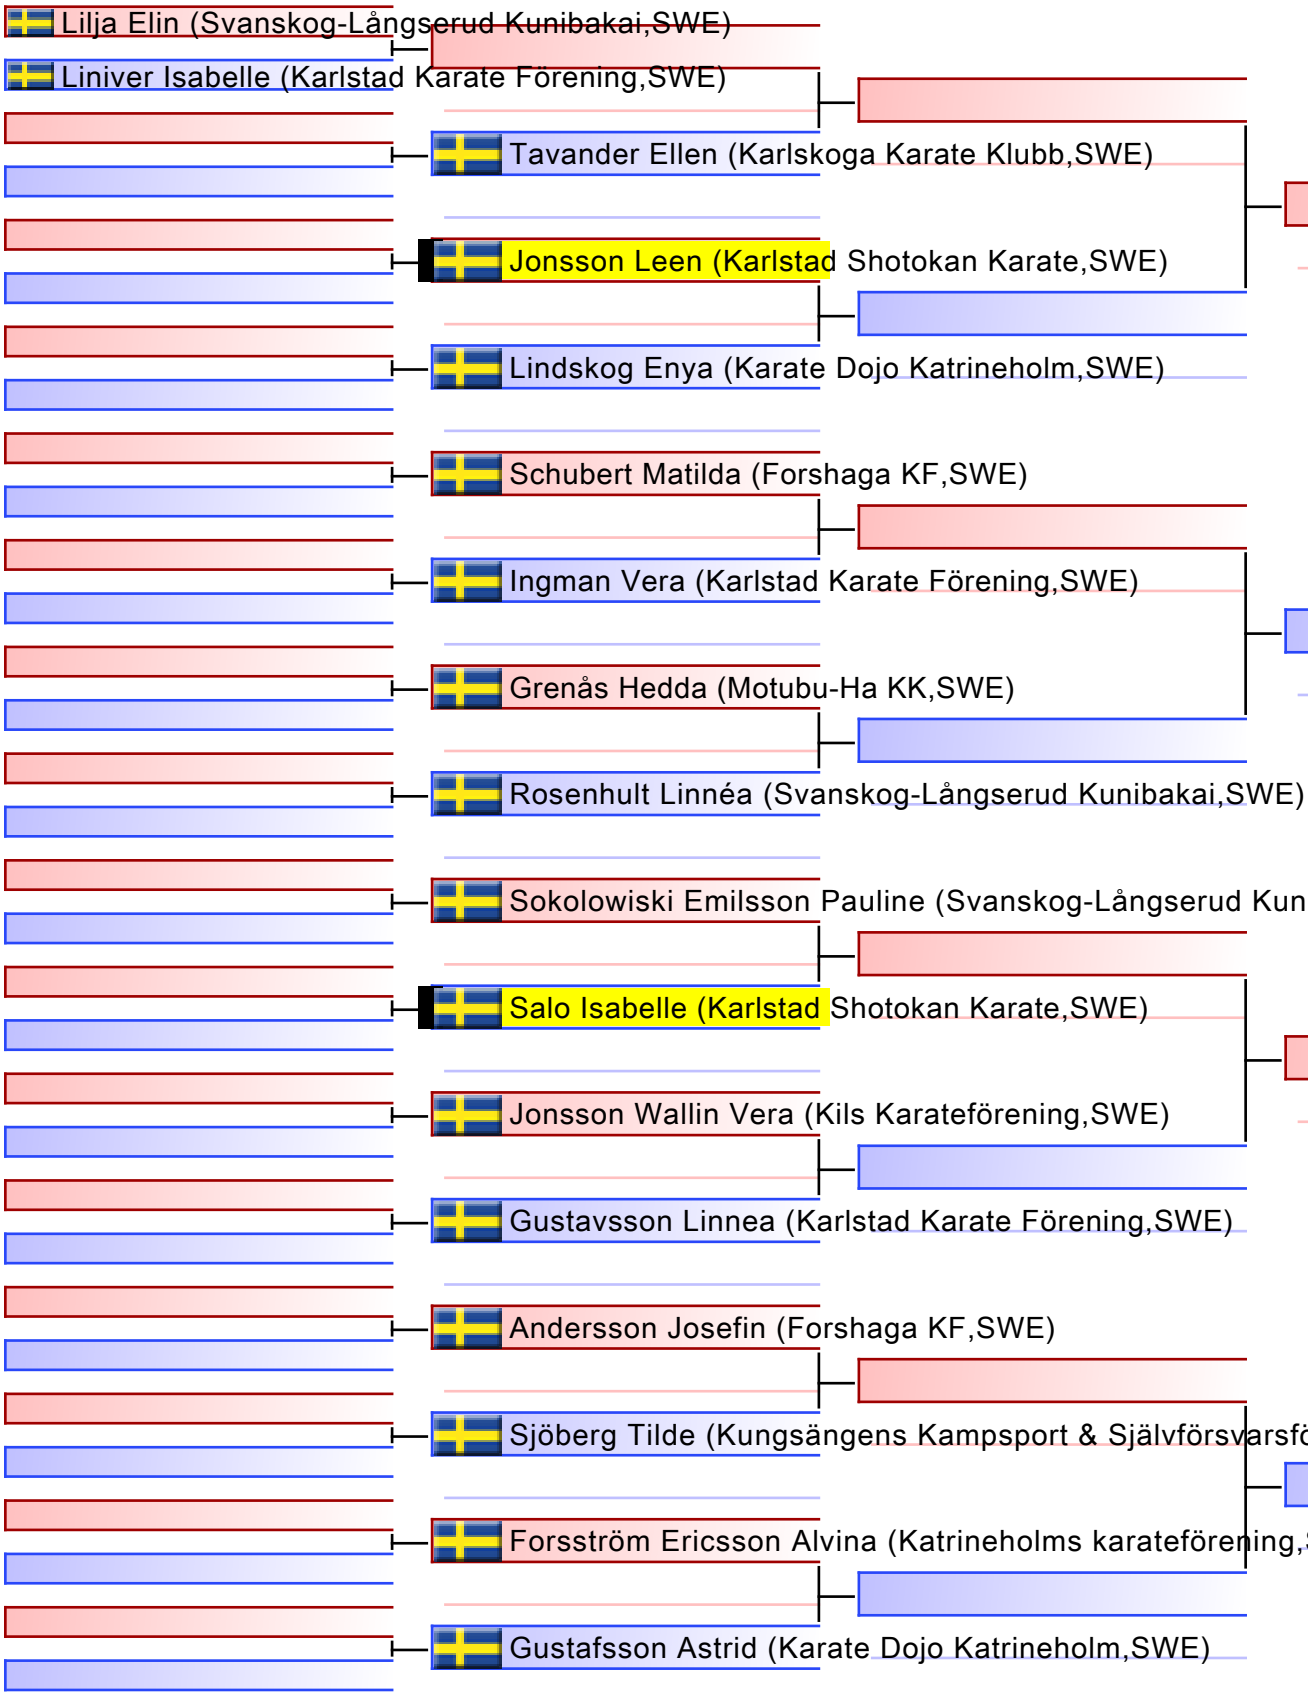 Lilja Elin (Svanskog-Långserud Kunibakai,SWE)
Liniver Isabelle (Karlstad Karate Förening,SWE)
Tavander Ellen (Karlskoga Karate Klubb,SWE)
Jonsson Leen (Karlstad Shotokan Karate,SWE)
Lindskog Enya (Karate Dojo Katrineholm,SWE)
Schubert Matilda (Forshaga KF,SWE)
Ingman Vera (Karlstad Karate Förening,SWE)
Grenås Hedda (Motubu-Ha KK,SWE)
Rosenhult Linnéa (Svanskog-Långserud Kunibakai,SWE)
Sokolowiski Emilsson Pauline (Svanskog-Långserud Kun
Salo Isabelle (Karlstad Shotokan Karate,SWE)
Jonsson Wallin Vera (Kils Karateförening,SWE)
Gustavsson Linnea (Karlstad Karate Förening,SWE)
Andersson Josefin (Forshaga KF,SWE)
Sjöberg Tilde (Kungsängens Kampsport & Självförsvarsfö
Forsström Ericsson Alvina (Katrineholms karateförening,S
Gustafsson Astrid (Karate Dojo Katrineholm,SWE)